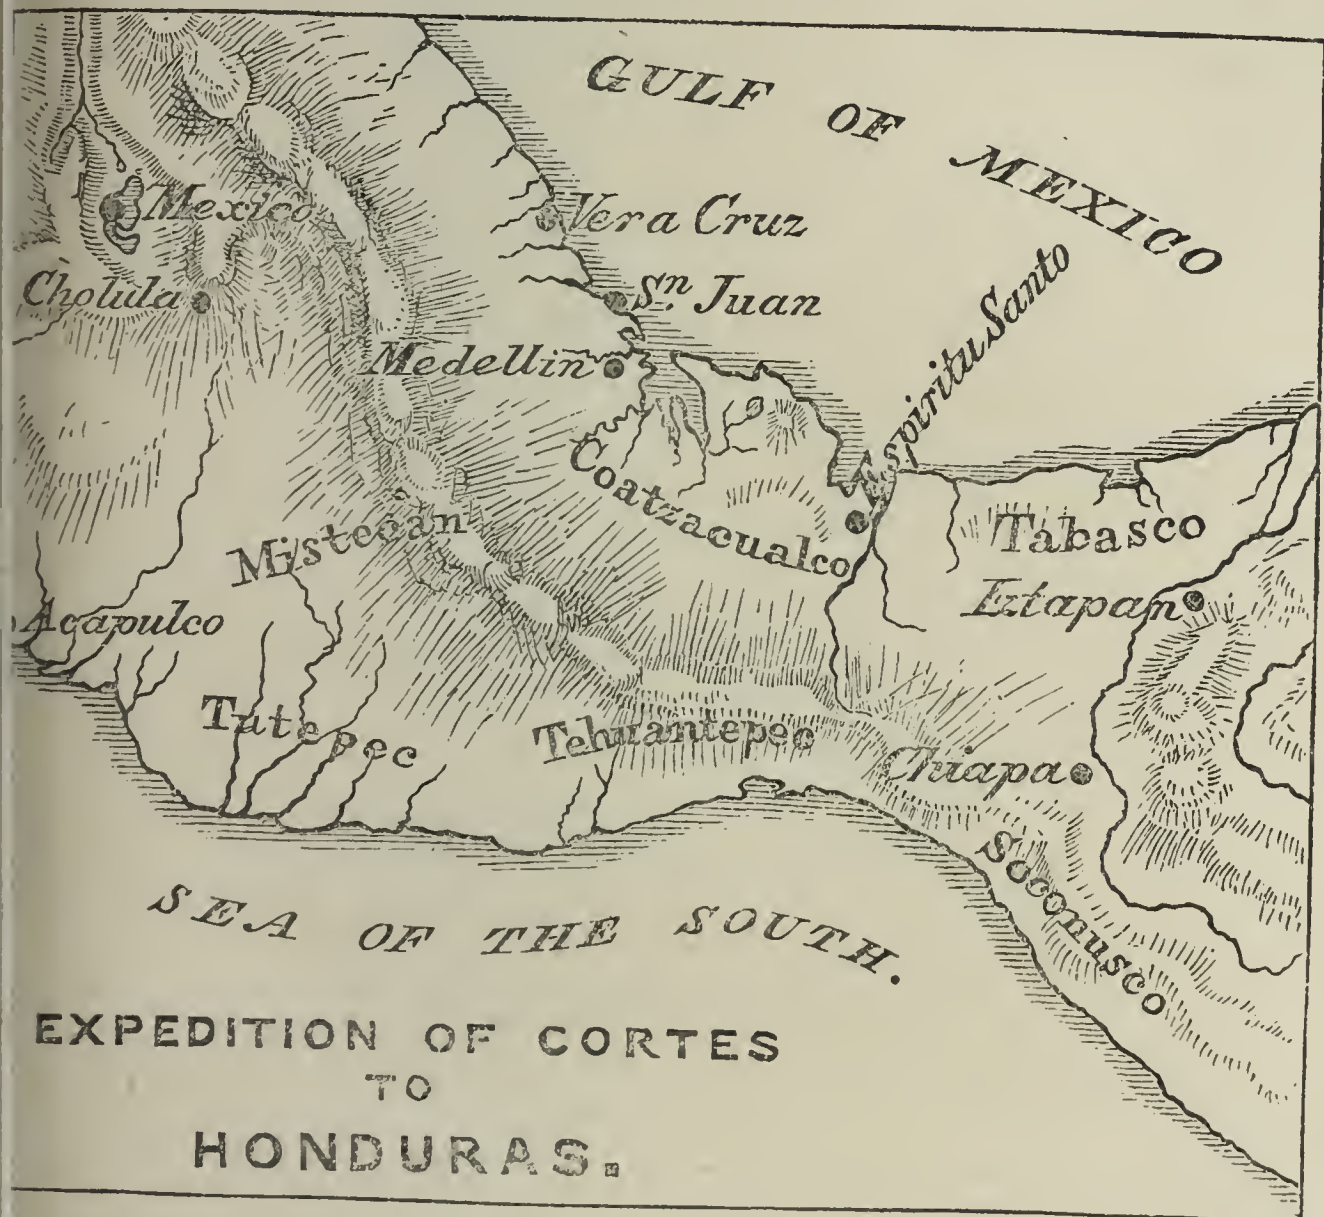 GULF OF MEXICO
Mexico
Vera Cruz
Cholula
Sn. Juan
Medellin
Espiritu Santo
Coatzacualco
Mistecan
Tabasco
Iztapan
Acapulco
Tutepec
Tehuantepec
Chiapa
Soconusco
SEA OF THE SOUTH.
EXPEDITION OF CORTES
TO
HONDURAS.